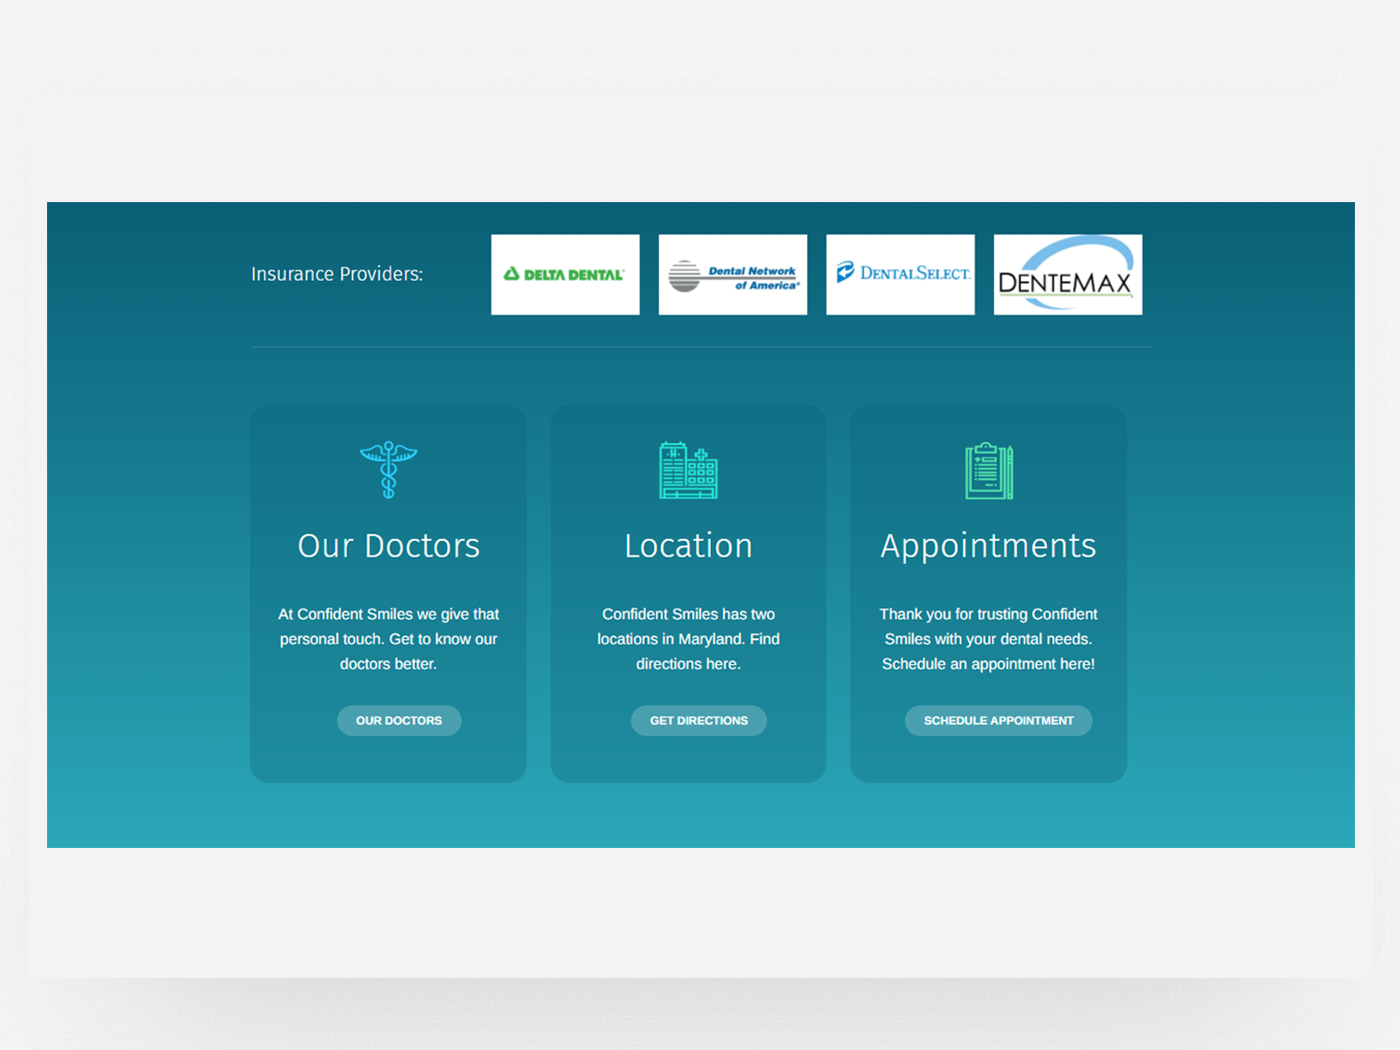 Insurance Providers:
DELTA DENTAL
Dental Network
of America®
DENTALSELECT.
DENTEMAX
Our Doctors
At Confident Smiles we give that
personal touch. Get to know our
doctors better.
OUR DOCTORS
Location
Confident Smiles has two
locations in Maryland. Find
directions here.
GET DIRECTIONS
Appointments
Thank you for trusting Confident
Smiles with your dental needs.
Schedule an appointment here!
SCHEDULE APPOINTMENT